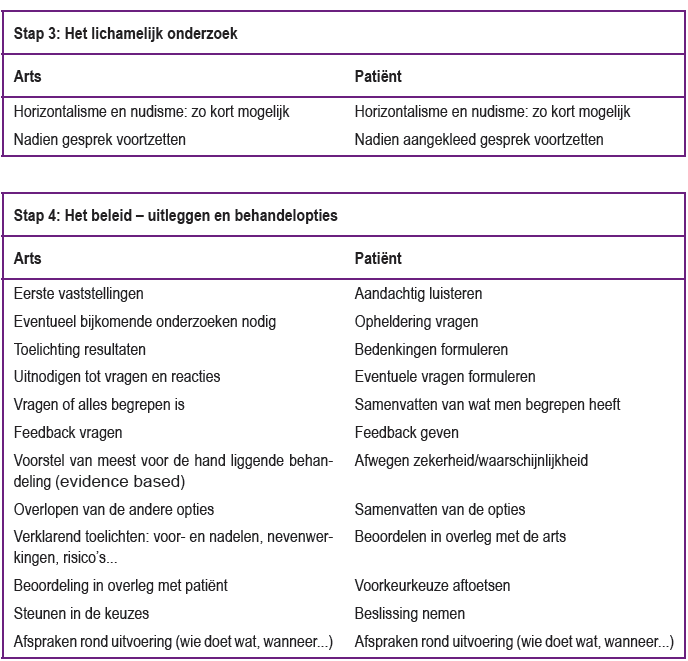 Stap 3: Het lichamelijk onderzoek
Arts Patiënt
Horizontalisme en nudisme: zo kort mogelijk Horizontalisme en nudisme: zo kort mogelijk
Nadien gesprek voortzetten Nadien aangekleed gesprek voortzetten
Stap 4: Het beleid – uitleggen en behandelopties
Arts Patiënt
Eerste vaststellingen Aandachtig luisteren
Eventueel bijkomende onderzoeken nodig Opheldering vragen
Toelichting resultaten Bedenkingen formuleren
Uitnodigen tot vragen en reacties Eventuele vragen formuleren
Vragen of alles begrepen is Samenvatten van wat men begrepen heeft
Feedback vragen Feedback geven
Voorstel van meest voor de hand liggende behan- Afwegen zekerheid/waarschijnlijkheid
deling (evidence based)
Overlopen van de andere opties Samenvatten van de opties
Verklarend toelichten: voor- en nadelen, nevenwer- Beoordelen in overleg met de arts
kingen, risico's...
Beoordeling in overleg met patiënt Voorkeurkeuze aftoetsen
Steunen in de keuzes Beslissing nemen
Afspraken rond uitvoering (wie doet wat, wanneer...) Afspraken rond uitvoering (wie doet wat, wanneer...)